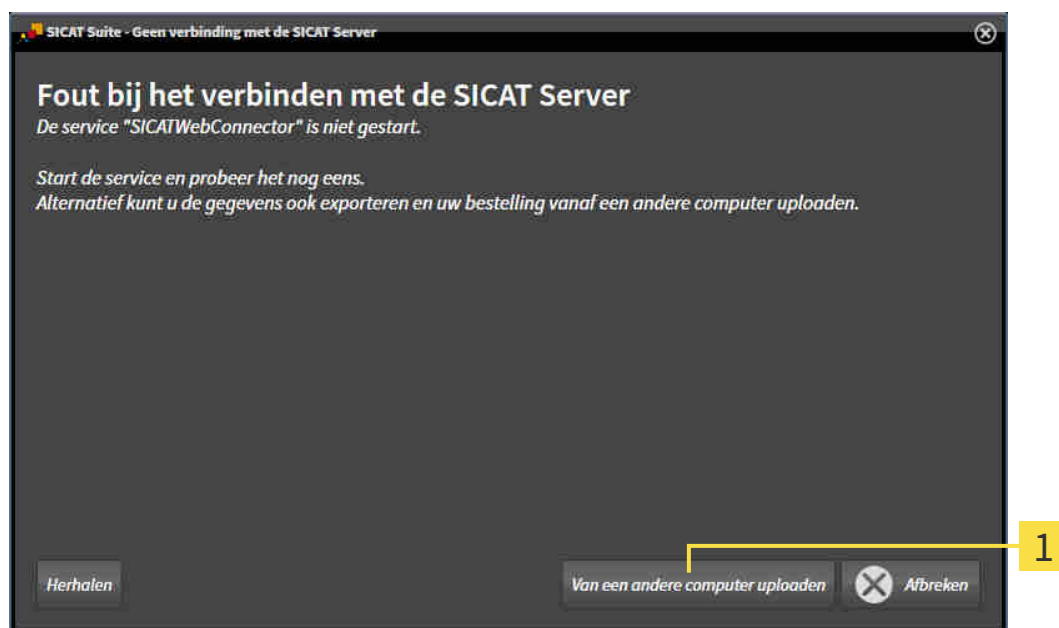 SICAT Suite - Geen verbinding met de SICAT Server
Fout bij het verbinden met de SICAT Server
De service "SICATWebConnector" is niet gestart.
Start de service en probeer het nog eens.
Alternatief kunt u de gegevens ook exporteren en uw bestelling vanaf een andere computer uploaden.
1
Herhalen
Van een andere computer uploaden
Afbreken